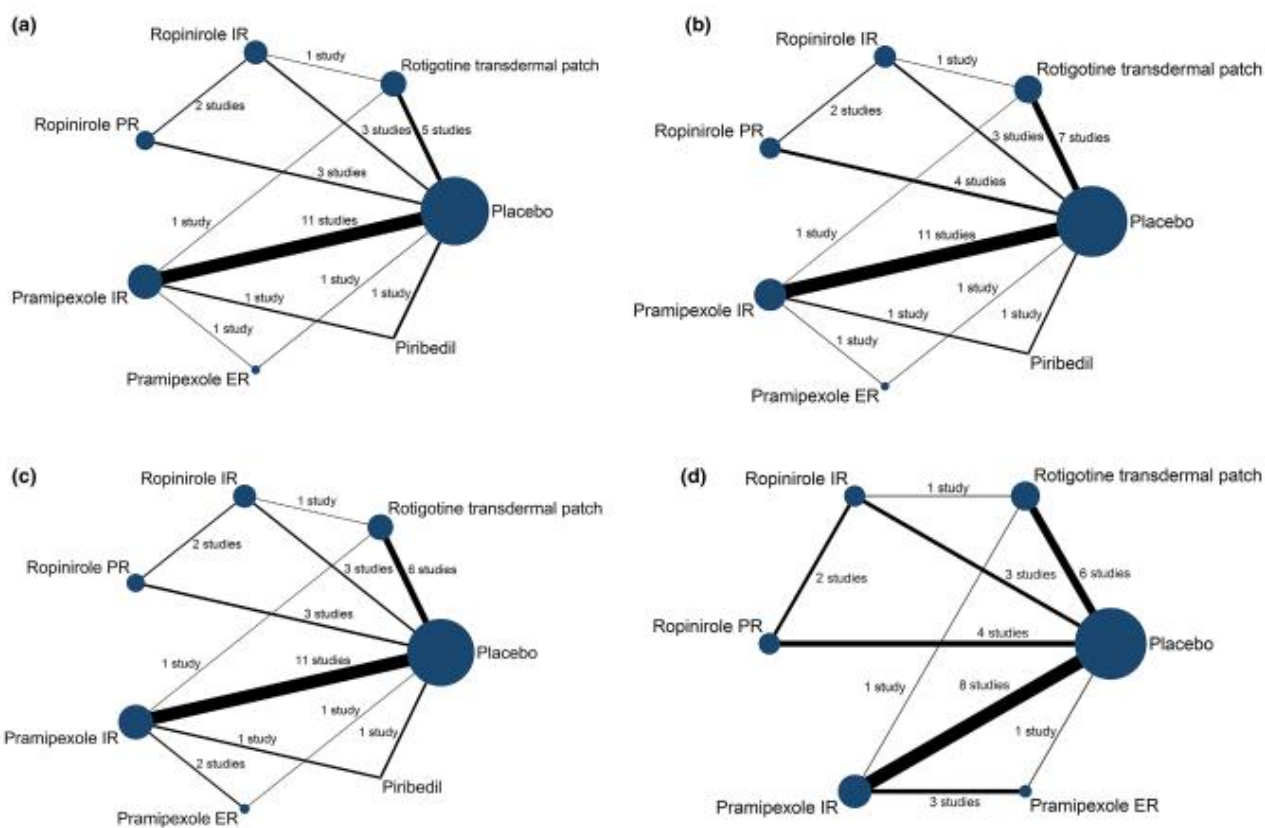 (a)
Ropinirole IR
1 study
Rotigotine transdermal patch
2 studies
3 studies
5 studies
Ropinirole PR
3 studies
Placebo
1 study
11 studies
Pramipexole IR
1 study
1 study
1 study
1 study
Piribedil
Pramipexole ER
(b)
Ropinirole IR
1 study
Rotigotine transdermal patch
2 studies
3 studies
7 studies
Ropinirole PR
4 studies
Placebo
1 study
11 studies
Pramipexole IR
1 study
1 study
1 study
1 study
Piribedil
Pramipexole ER
(c)
Ropinirole IR
1 study
Rotigotine transdermal patch
2 studies
3 studies
6 studies
Ropinirole PR
3 studies
Placebo
1 study
11 studies
Pramipexole IR
1 study
1 study
1 study
2 studies
Piribedil
Pramipexole ER
(d)
Ropinirole IR
1 study
Rotigotine transdermal patch
2 studies
3 studies
6 studies
Ropinirole PR
4 studies
Placebo
1 study
8 studies
1 study
Pramipexole IR
3 studies
Pramipexole ER